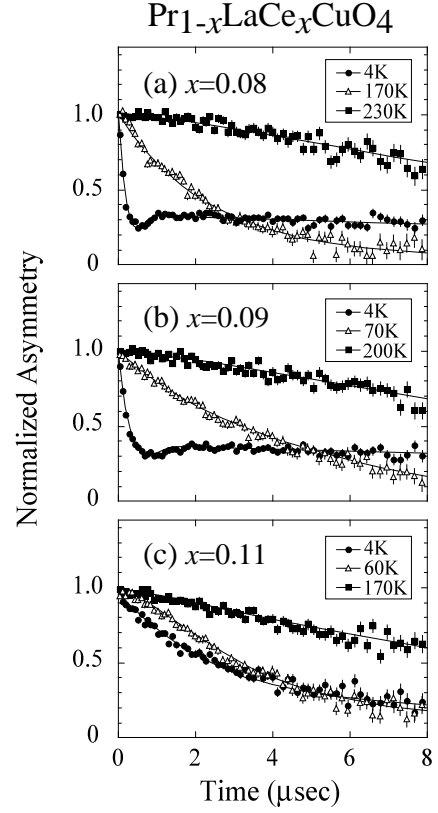 Pr1-xLaCexCuO4
(a) x=0.08
4K
170K
230K
1.0
0.5
0
(b) x=0.09
4K
70K
200K
1.0
0.5
0
(c) x=0.11
4K
60K
170K
1.0
0.5
0
Normalized Asymmetry
0 2 4 6 8
Time (μsec)